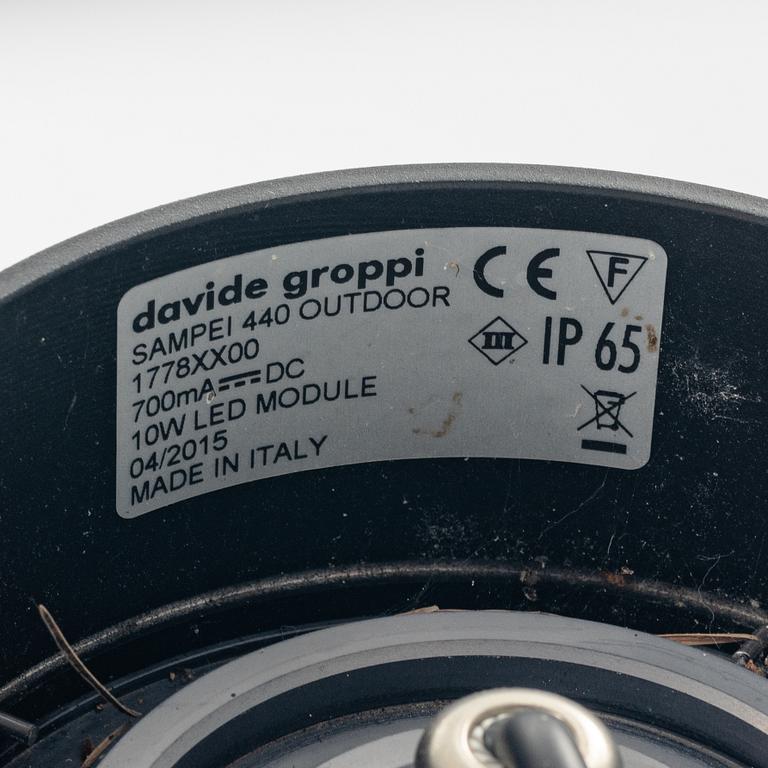 davide groppi
SAMPEI 440 OUTDOOR
1778XX00
700mA⎓DC
10W LED MODULE
04/2015
MADE IN ITALY
CE F
III IP 65